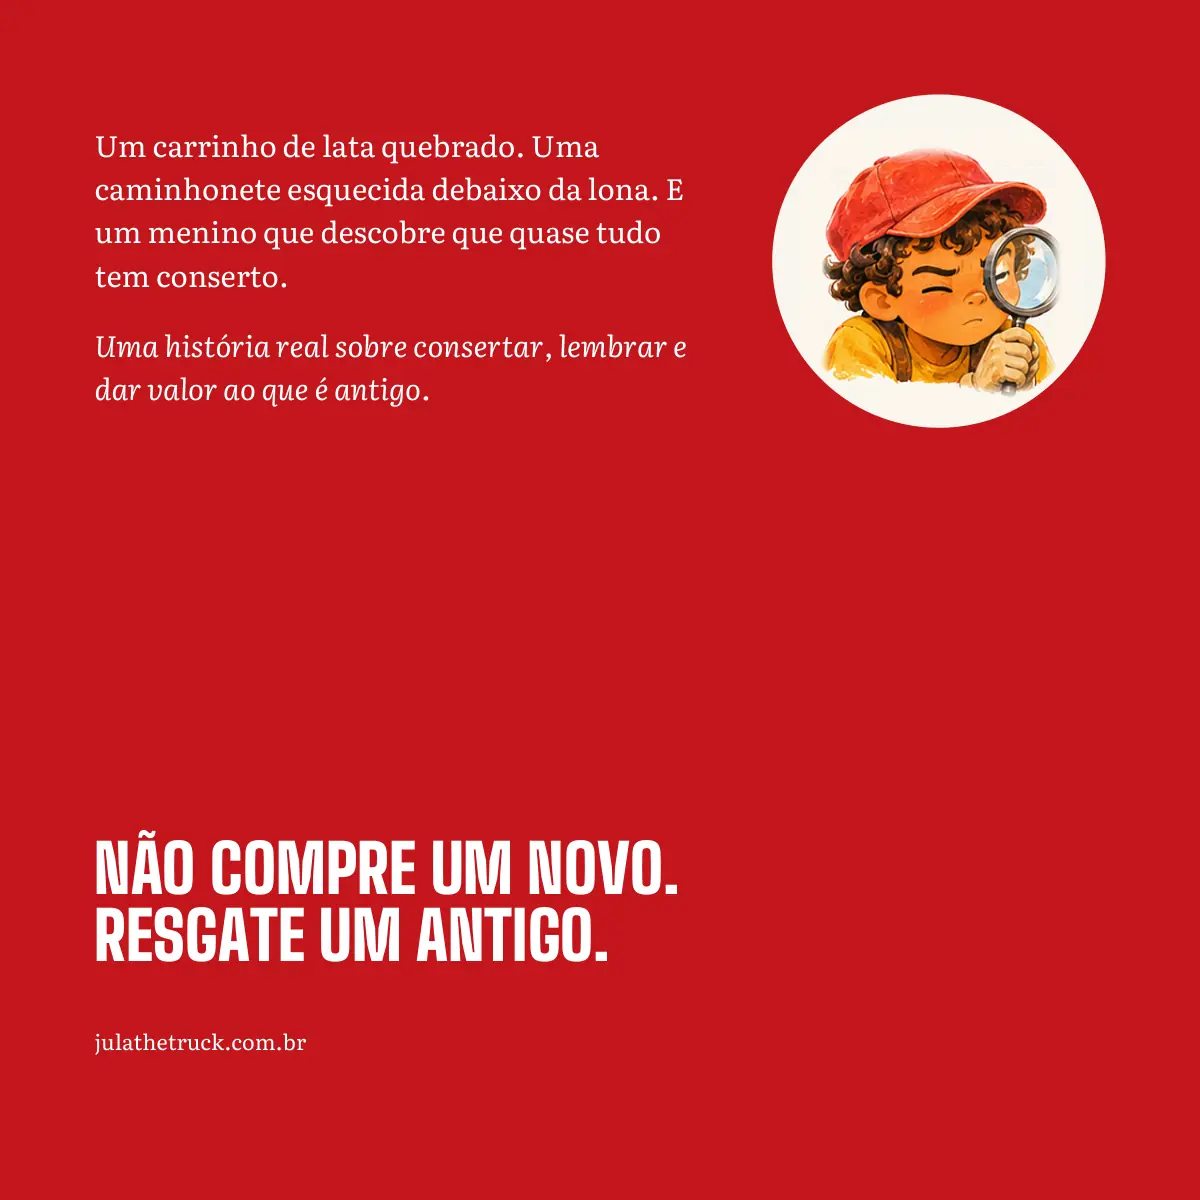 Um carrinho de lata quebrado. Uma
caminhonete esquecida debaixo da lona. E
um menino que descobre que quase tudo
tem conserto.
Uma história real sobre consertar, lembrar e
dar valor ao que é antigo.
NÃO COMPRE UM NOVO.
RESGATE UM ANTIGO.
julathetruck.com.br